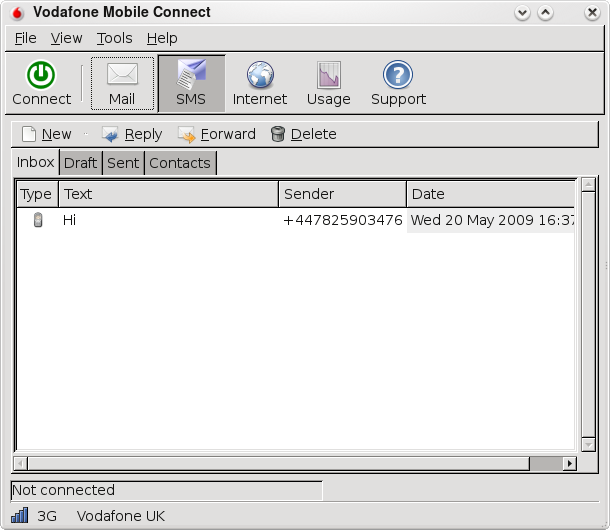 Vodafone Mobile Connect
File View Tools Help
Connect Mail SMS Internet Usage Support
New Reply Forward Delete
Inbox Draft Sent Contacts
Type Text Sender Date
Hi +447825903476 Wed 20 May 2009 16:37
Not connected
3G Vodafone UK